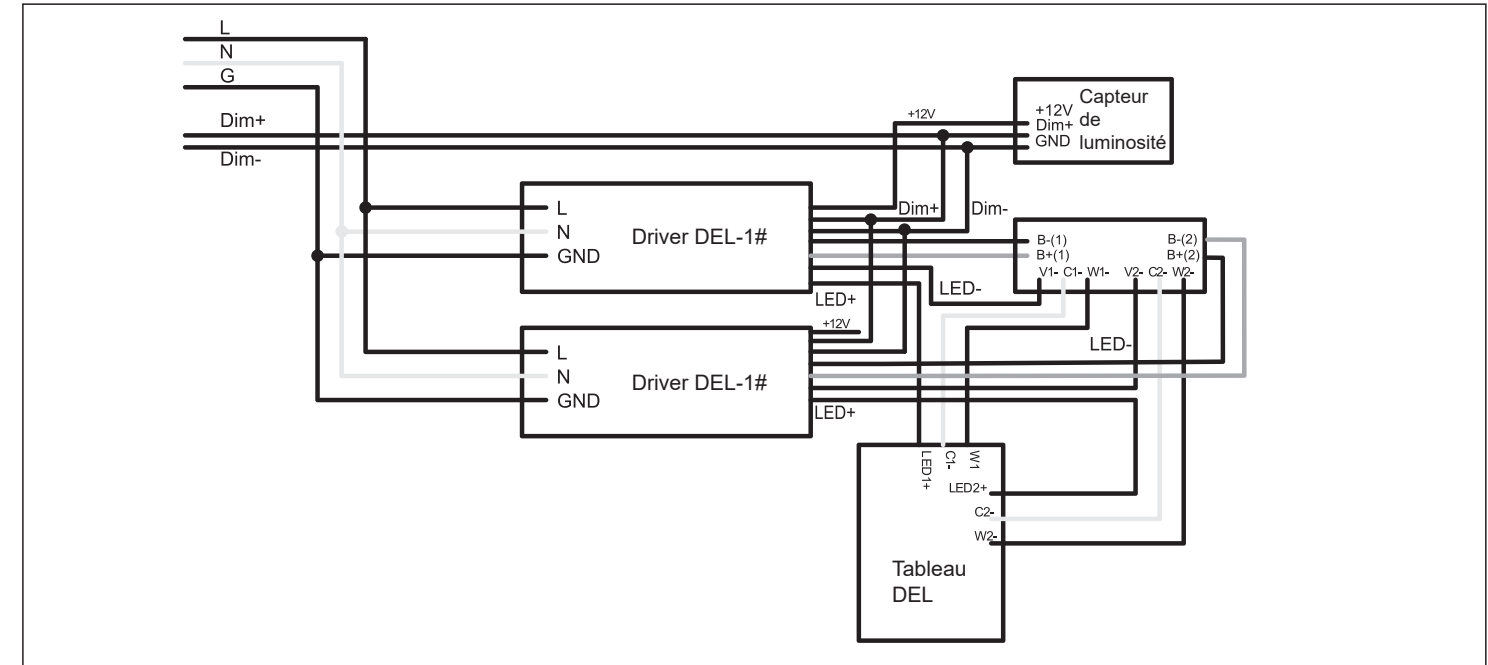 L
N
G
Dim+
Dim-
+12V
+12V
Dim+
GND
Capteur
de
luminosité
L
N
GND
Driver DEL-1#
Dim+
Dim-
LED-
LED+
B-(1)
B+(1)
B-(2)
B+(2)
V1- C1- W1- V2- C2- W2-
+12V
L
N
GND
Driver DEL-1#
LED-
LED+
LED1+
C1-
W1
LED2+
C2-
W2-
Tableau
DEL